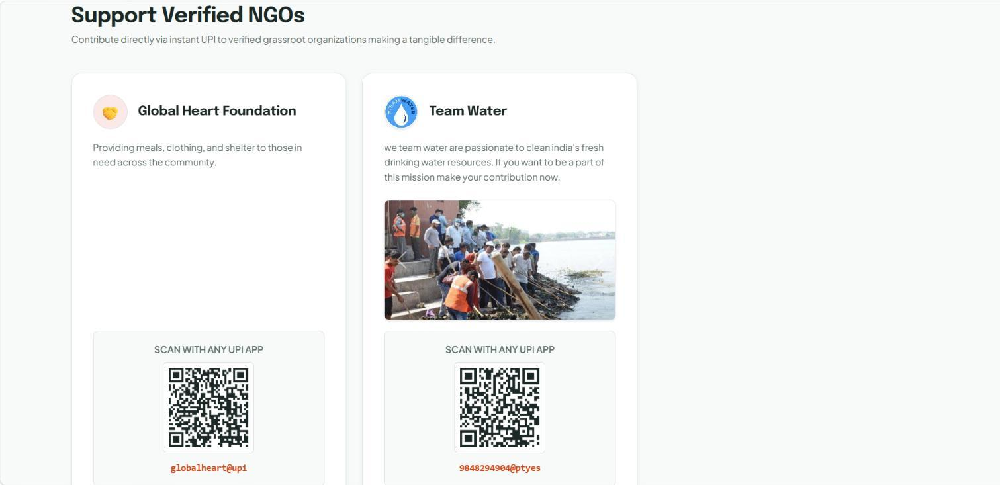 Support Verified NGOs
Contribute directly via instant UPI to verified grassroot organizations making a tangible difference.
Global Heart Foundation
Providing meals, clothing, and shelter to those in
need across the community.
SCAN WITH ANY UPI APP
globalheart@upi
#TEAMWATER
Team Water
we team water are passionate to clean india's fresh
drinking water resources. If you want to be a part of
this mission make your contribution now.
SCAN WITH ANY UPI APP
9848294904@ptyes